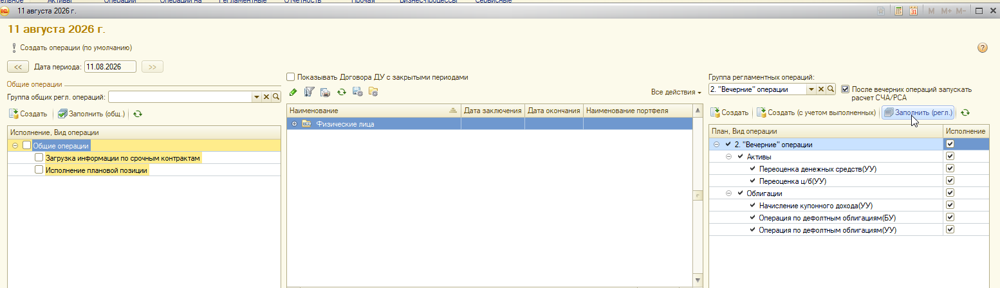 Активы
Операции
Операции на
Регламентные
Отчетность
Прочая
Бизнес-процессы
Сервисные
11 августа 2026 г.
31
M M+ M-
11 августа 2026 г.
Создать операции (по умолчанию)
<< Дата периода: 11.08.2026 >>
Общие операции
Группа общих регл. операций:
Создать Заполнить (общ.)
Исполнение, Вид операции
Общие операции
Загрузка информации по срочным контрактам
Исполнение плановой позиции
Показывать Договора ДУ с закрытыми периодами
Все действия
Наименование Дата заключения Дата окончания Наименование портфеля
Физические лица
Группа регламентных операций:
2. "Вечерние" операции
После вечерних операций запускать
расчет СЧА/РСА
Создать Создать (с учетом выполненных) Заполнить (регл.)
План, Вид операции Исполнение
2. "Вечерние" операции
Активы
Переоценка денежных средств(УУ)
Переоценка ц/б(УУ)
Облигации
Начисление купонного дохода(УУ)
Операция по дефолтным облигациям(БУ)
Операция по дефолтным облигациям(УУ)